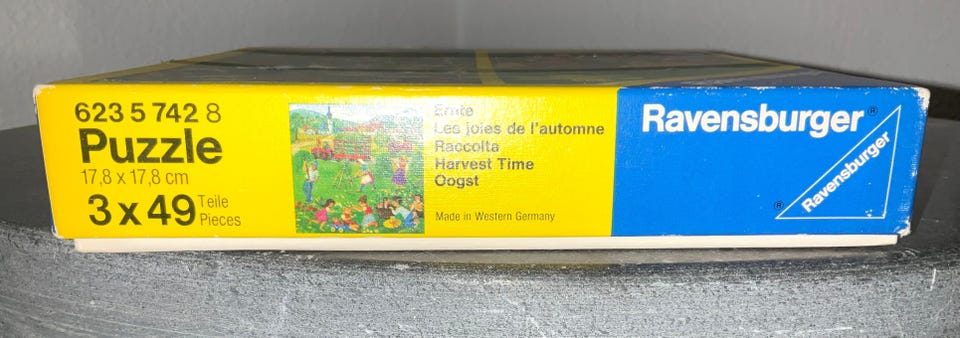 623 5 742 8
Puzzle
17,8 x 17,8 cm
3 x 49 Teile
Pieces
Ernte
Les joies de l'automne
Raccolta
Harvest Time
Oogst
Made in Western Germany
Ravensburger ®
Ravensburger
®